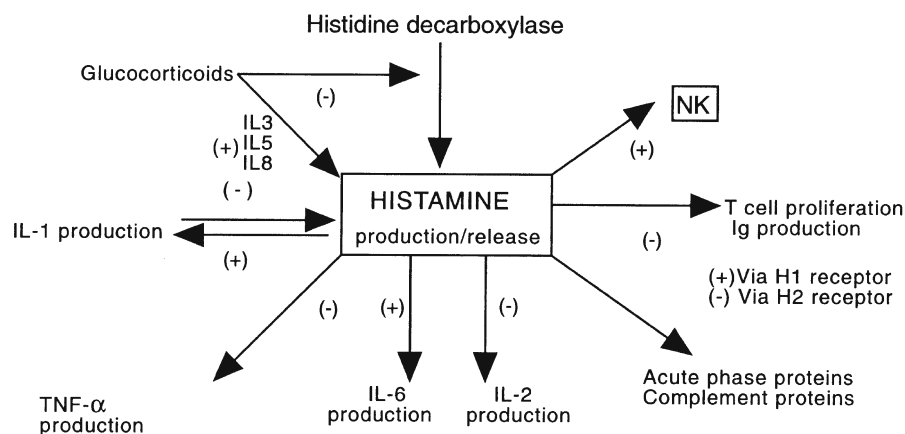 Histidine decarboxylase
Glucocorticoids
(-)
NK
IL3
(+) IL5
IL8
(+)
(-)
HISTAMINE
production/release
IL-1 production
(+)
T cell proliferation
Ig production
(-)
(+)Via H1 receptor
(-) Via H2 receptor
(-)
(+)
(-)
TNF-α
production
IL-6
production
IL-2
production
Acute phase proteins
Complement proteins